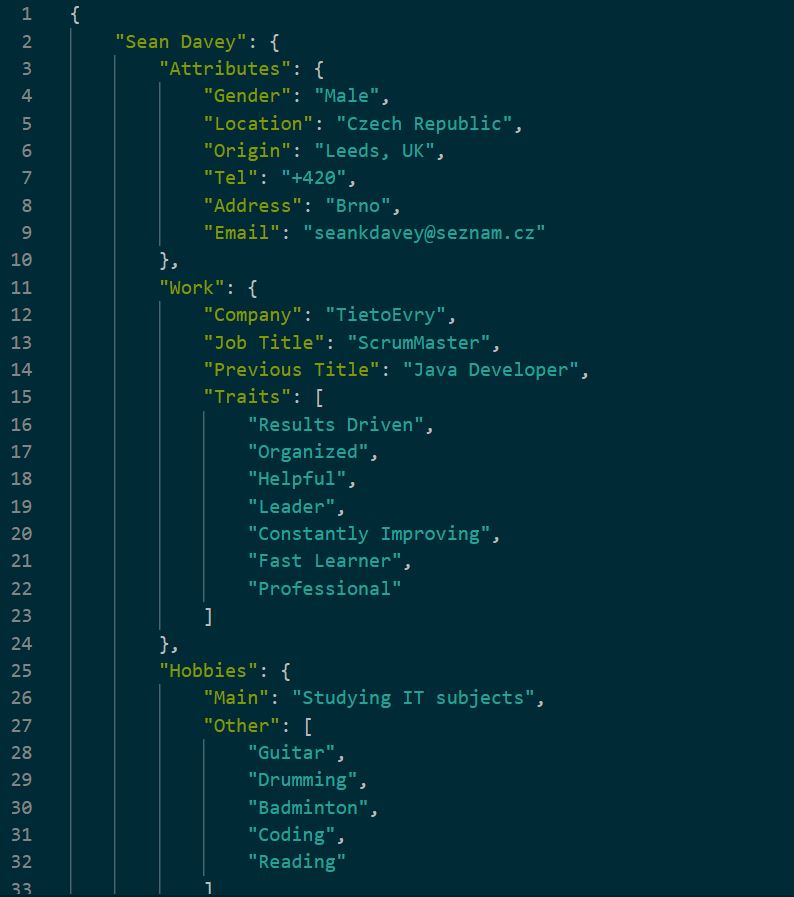 1 {
2     "Sean Davey": {
3         "Attributes": {
4             "Gender": "Male",
5             "Location": "Czech Republic",
6             "Origin": "Leeds, UK",
7             "Tel": "+420",
8             "Address": "Brno",
9             "Email": "seankdavey@seznam.cz"
10         },
11         "Work": {
12             "Company": "TietoEvry",
13             "Job Title": "ScrumMaster",
14             "Previous Title": "Java Developer",
15             "Traits": [
16                 "Results Driven",
17                 "Organized",
18                 "Helpful",
19                 "Leader",
20                 "Constantly Improving",
21                 "Fast Learner",
22                 "Professional"
23             ]
24         },
25         "Hobbies": {
26             "Main": "Studying IT subjects",
27             "Other": [
28                 "Guitar",
29                 "Drumming",
30                 "Badminton",
31                 "Coding",
32                 "Reading"
33             ]